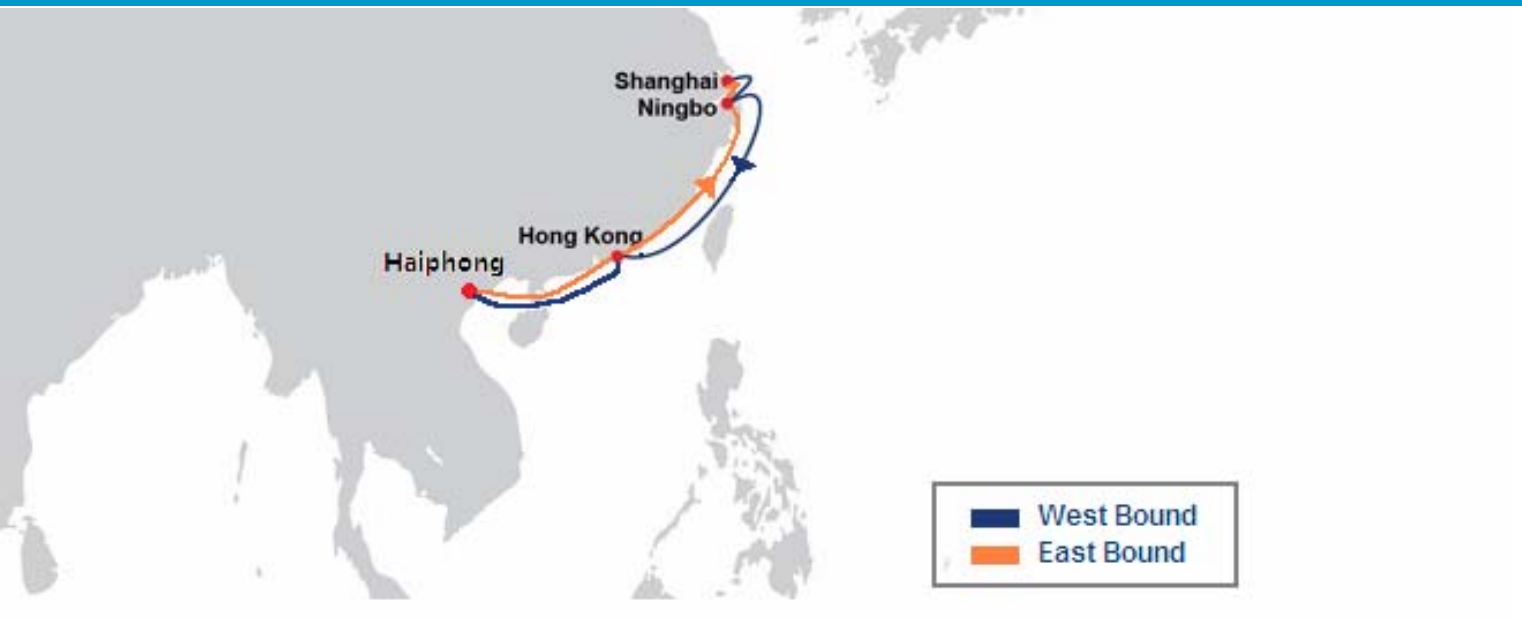 Shanghai
Ningbo
Hong Kong
Haiphong
West Bound
East Bound